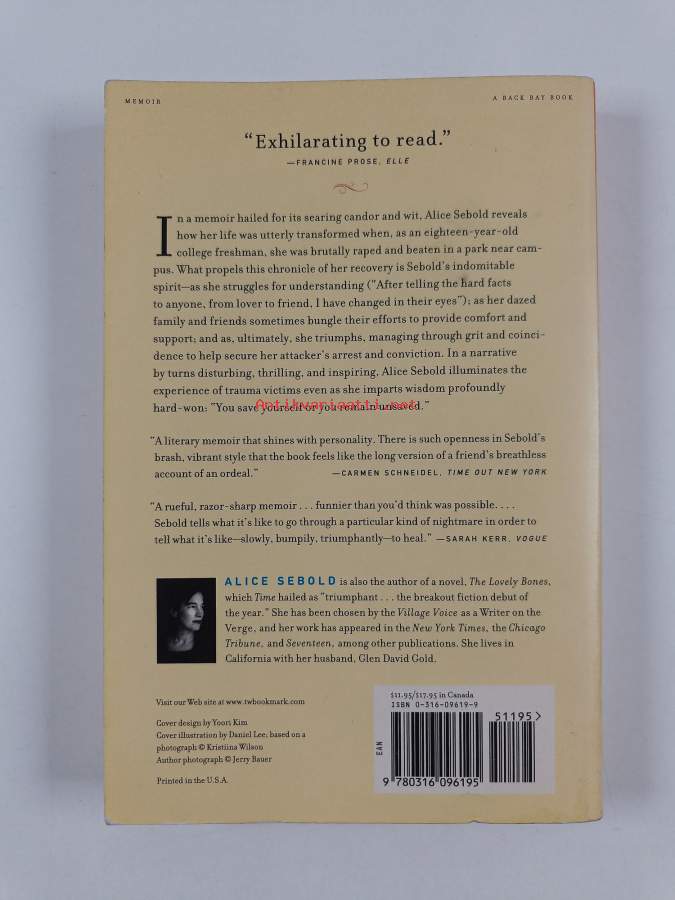 MEMOIR
A BACK BAY BOOK
“Exhilarating to read.”
—FRANCINE PROSE, ELLE
In a memoir hailed for its searing candor and wit, Alice Sebold reveals
how her life was utterly transformed when, as an eighteen-year-old
college freshman, she was brutally raped and beaten in a park near cam-
pus. What propels this chronicle of her recovery is Sebold’s indomitable
spirit—as she struggles for understanding (“After telling the hard facts
to anyone, from lover to friend, I have changed in their eyes”); as her dazed
family and friends sometimes bungle their efforts to provide comfort and
support; and as, ultimately, she triumphs, managing through grit and coinci-
dence to help secure her attacker’s arrest and conviction. In a narrative
by turns disturbing, thrilling, and inspiring, Alice Sebold illuminates the
experience of trauma victims even as she imparts wisdom profoundly
hard-won: “You save yourself or you remain unsaved.”
Antikvariaatti.net
“A literary memoir that shines with personality. There is such openness in Sebold’s
brash, vibrant style that the book feels like the long version of a friend’s breathless
account of an ordeal.” —CARMEN SCHNEIDEL, TIME OUT NEW YORK
“A rueful, razor-sharp memoir . . . funnier than you’d think was possible. . . .
Sebold tells what it’s like to go through a particular kind of nightmare in order to
tell what it’s like—slowly, bumpily, triumphantly—to heal.” —SARAH KERR, VOGUE
ALICE SEBOLD is also the author of a novel, The Lovely Bones,
which Time hailed as “triumphant . . . the breakout fiction debut of
the year.” She has been chosen by the Village Voice as a Writer on the
Verge, and her work has appeared in the New York Times, the Chicago
Tribune, and Seventeen, among other publications. She lives in
California with her husband, Glen David Gold.
Visit our Web site at www.twbookmark.com
Cover design by Yoori Kim
Cover illustration by Daniel Lee; based on a
photograph © Kristiina Wilson
Author photograph © Jerry Bauer
Printed in the U.S.A.
$11.95/$17.95 in Canada
ISBN 0-316-09619-9
51195>
EAN
9 780316 096195